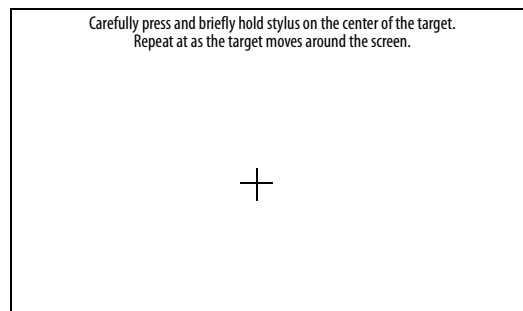 Carefully press and briefly hold stylus on the center of the target.
Repeat at as the target moves around the screen.